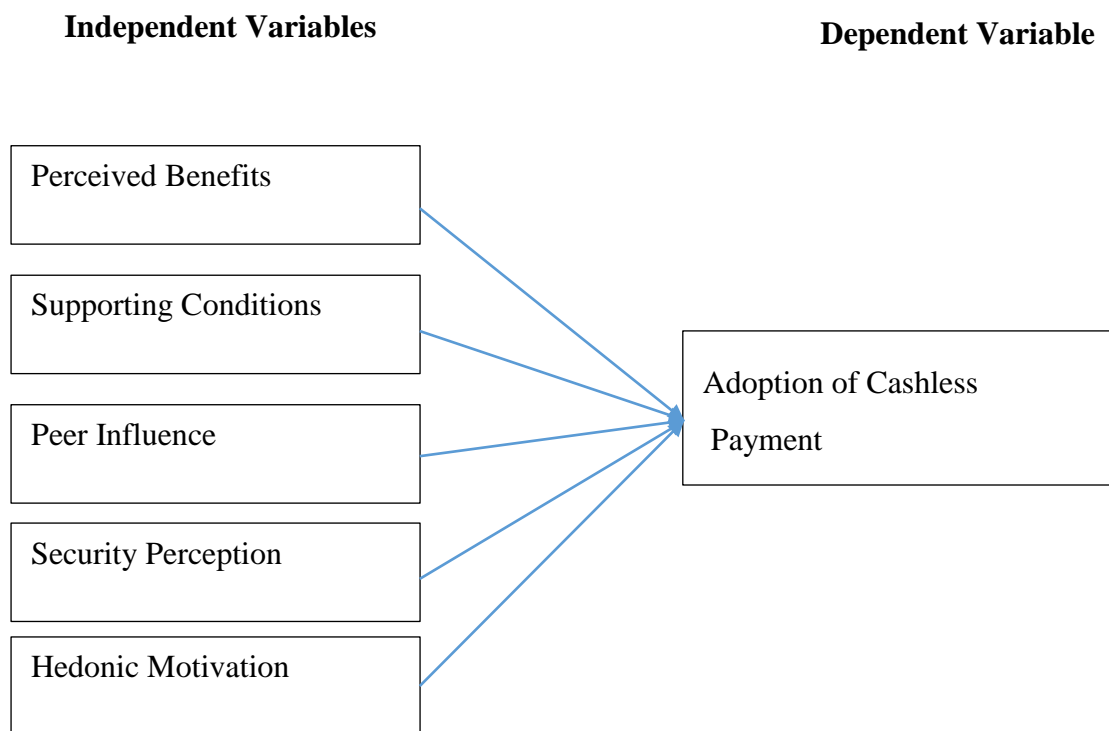 Independent Variables
Dependent Variable
Perceived Benefits
Supporting Conditions
Peer Influence
Security Perception
Hedonic Motivation
Adoption of Cashless
Payment